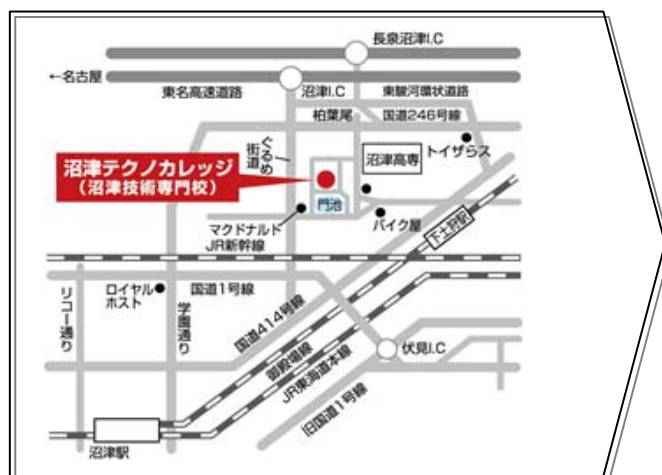 長泉沼津I.C
←名古屋
東名高速道路
沼津I.C
東駿河環状道路
柏葉尾
国道246号線
ぐるめ
街道
沼津高専
トイザらス
沼津テクノカレッジ
(沼津技術専門校)
門池
マクドナルド
バイク屋
下土狩駅
JR新幹線
リコー通り
ロイヤル
ホスト
国道1号線
学園通り
国道414号線
御殿場線
JR東海道本線
伏見I.C
旧国道1号線
沼津駅